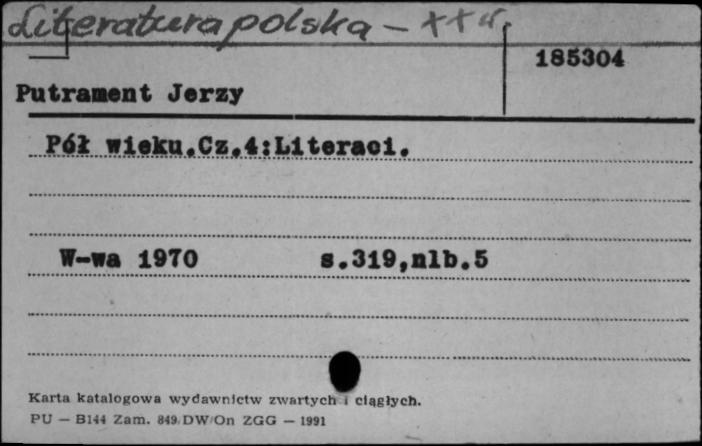 Literatura polska – XX w.
185304
Putrament Jerzy
Pół wieku.Cz.4:Literaci.
W-wa 1970 s.319,nlb.5
Karta katalogowa wydawnictw zwartych i ciągłych.
PU — B144 Zam. 849/DW/On ZGG — 1991